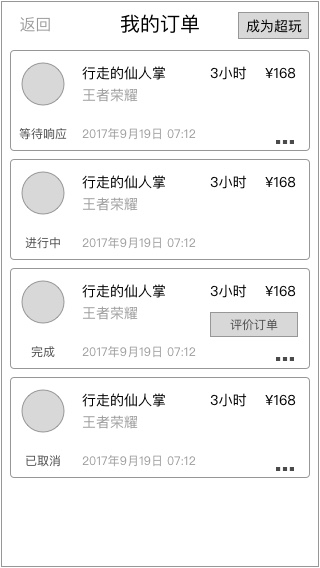 返回 我的订单 成为超玩
行走的仙人掌 3小时 ¥168
王者荣耀
等待响应 2017年9月19日 07:12
行走的仙人掌 3小时 ¥168
王者荣耀
进行中 2017年9月19日 07:12
行走的仙人掌 3小时 ¥168
王者荣耀 评价订单
完成 2017年9月19日 07:12
行走的仙人掌 3小时 ¥168
王者荣耀
已取消 2017年9月19日 07:12